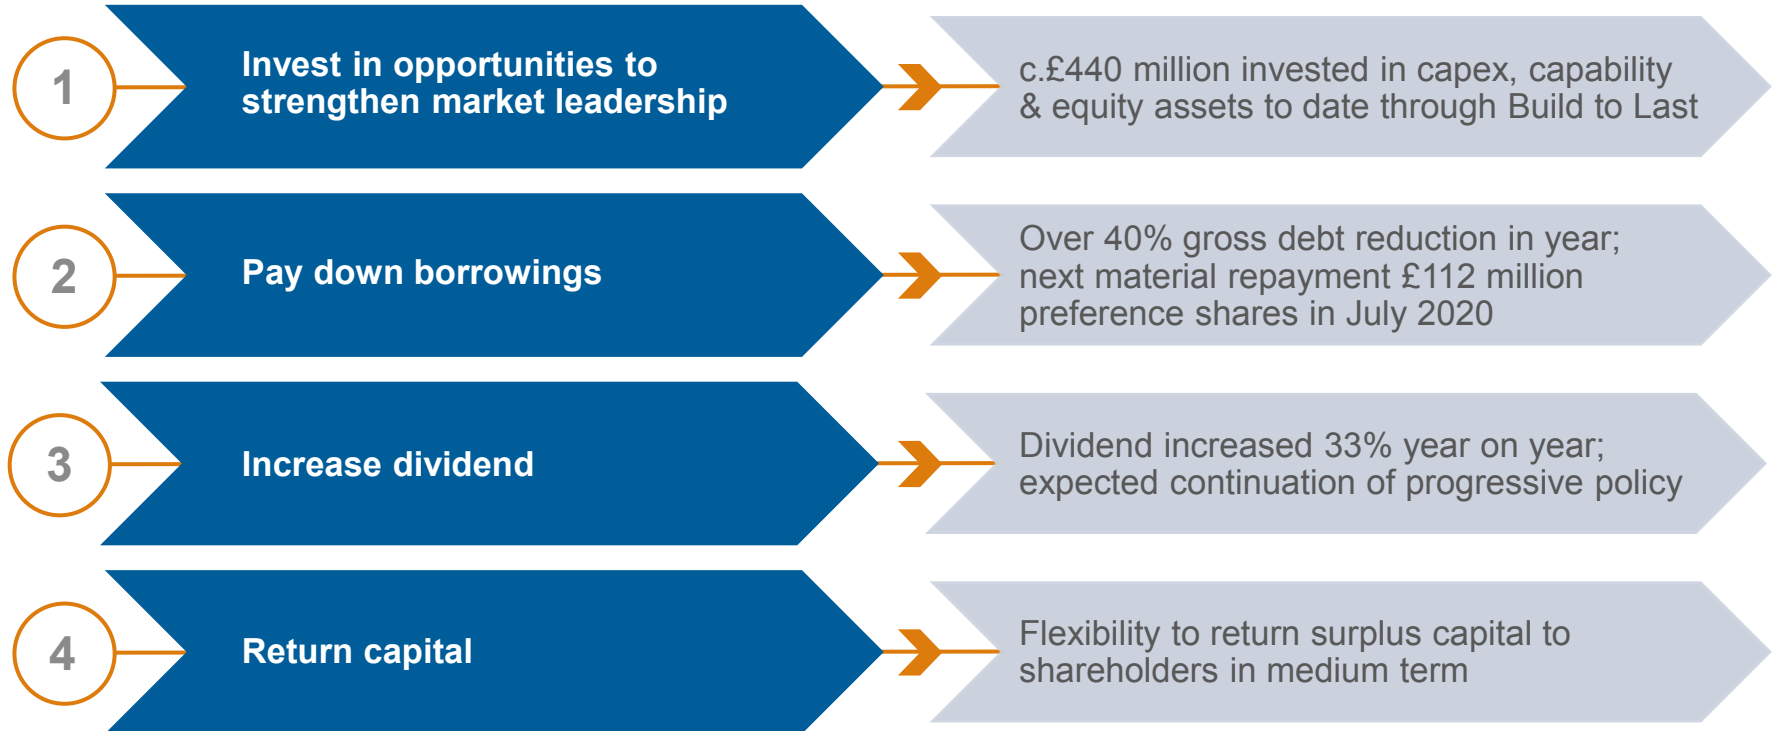 1
Invest in opportunities to
strengthen market leadership
c.£440 million invested in capex, capability
& equity assets to date through Build to Last
2
Pay down borrowings
Over 40% gross debt reduction in year;
next material repayment £112 million
preference shares in July 2020
3
Increase dividend
Dividend increased 33% year on year;
expected continuation of progressive policy
4
Return capital
Flexibility to return surplus capital to
shareholders in medium term